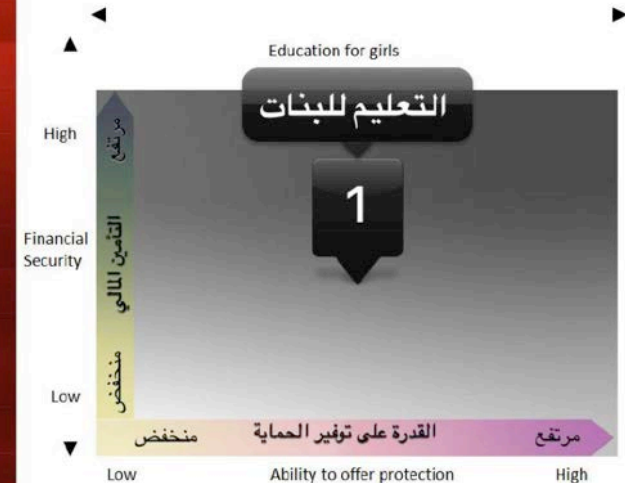 Education for girls
التعليم للبنات
High
مرتفع
1
Financial
Security
التأمين المالي
Low
منخفض
منخفض
القدرة على توفير الحماية
مرتفع
Low
Ability to offer protection
High